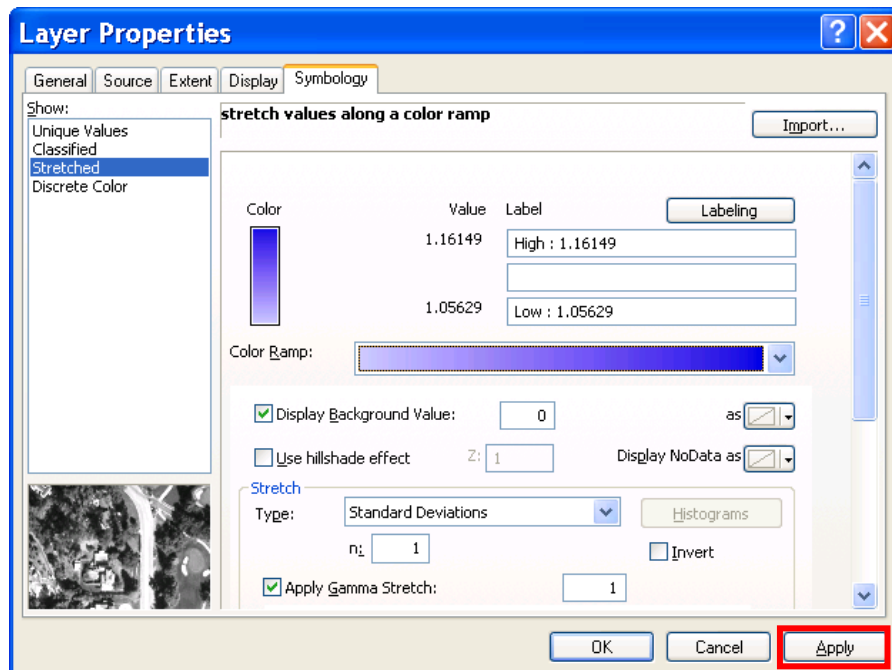 Layer Properties
General Source Extent Display Symbology
Show:
Unique Values
Classified
Stretched
Discrete Color
stretch values along a color ramp
Import...
Color Value Label Labeling
1.16149 High : 1.16149
1.05629 Low : 1.05629
Color Ramp:
Display Background Value: 0 as
Use hillshade effect Z: 1 Display NoData as
Stretch
Type: Standard Deviations Histograms
n: 1 Invert
Apply Gamma Stretch: 1
OK Cancel Apply